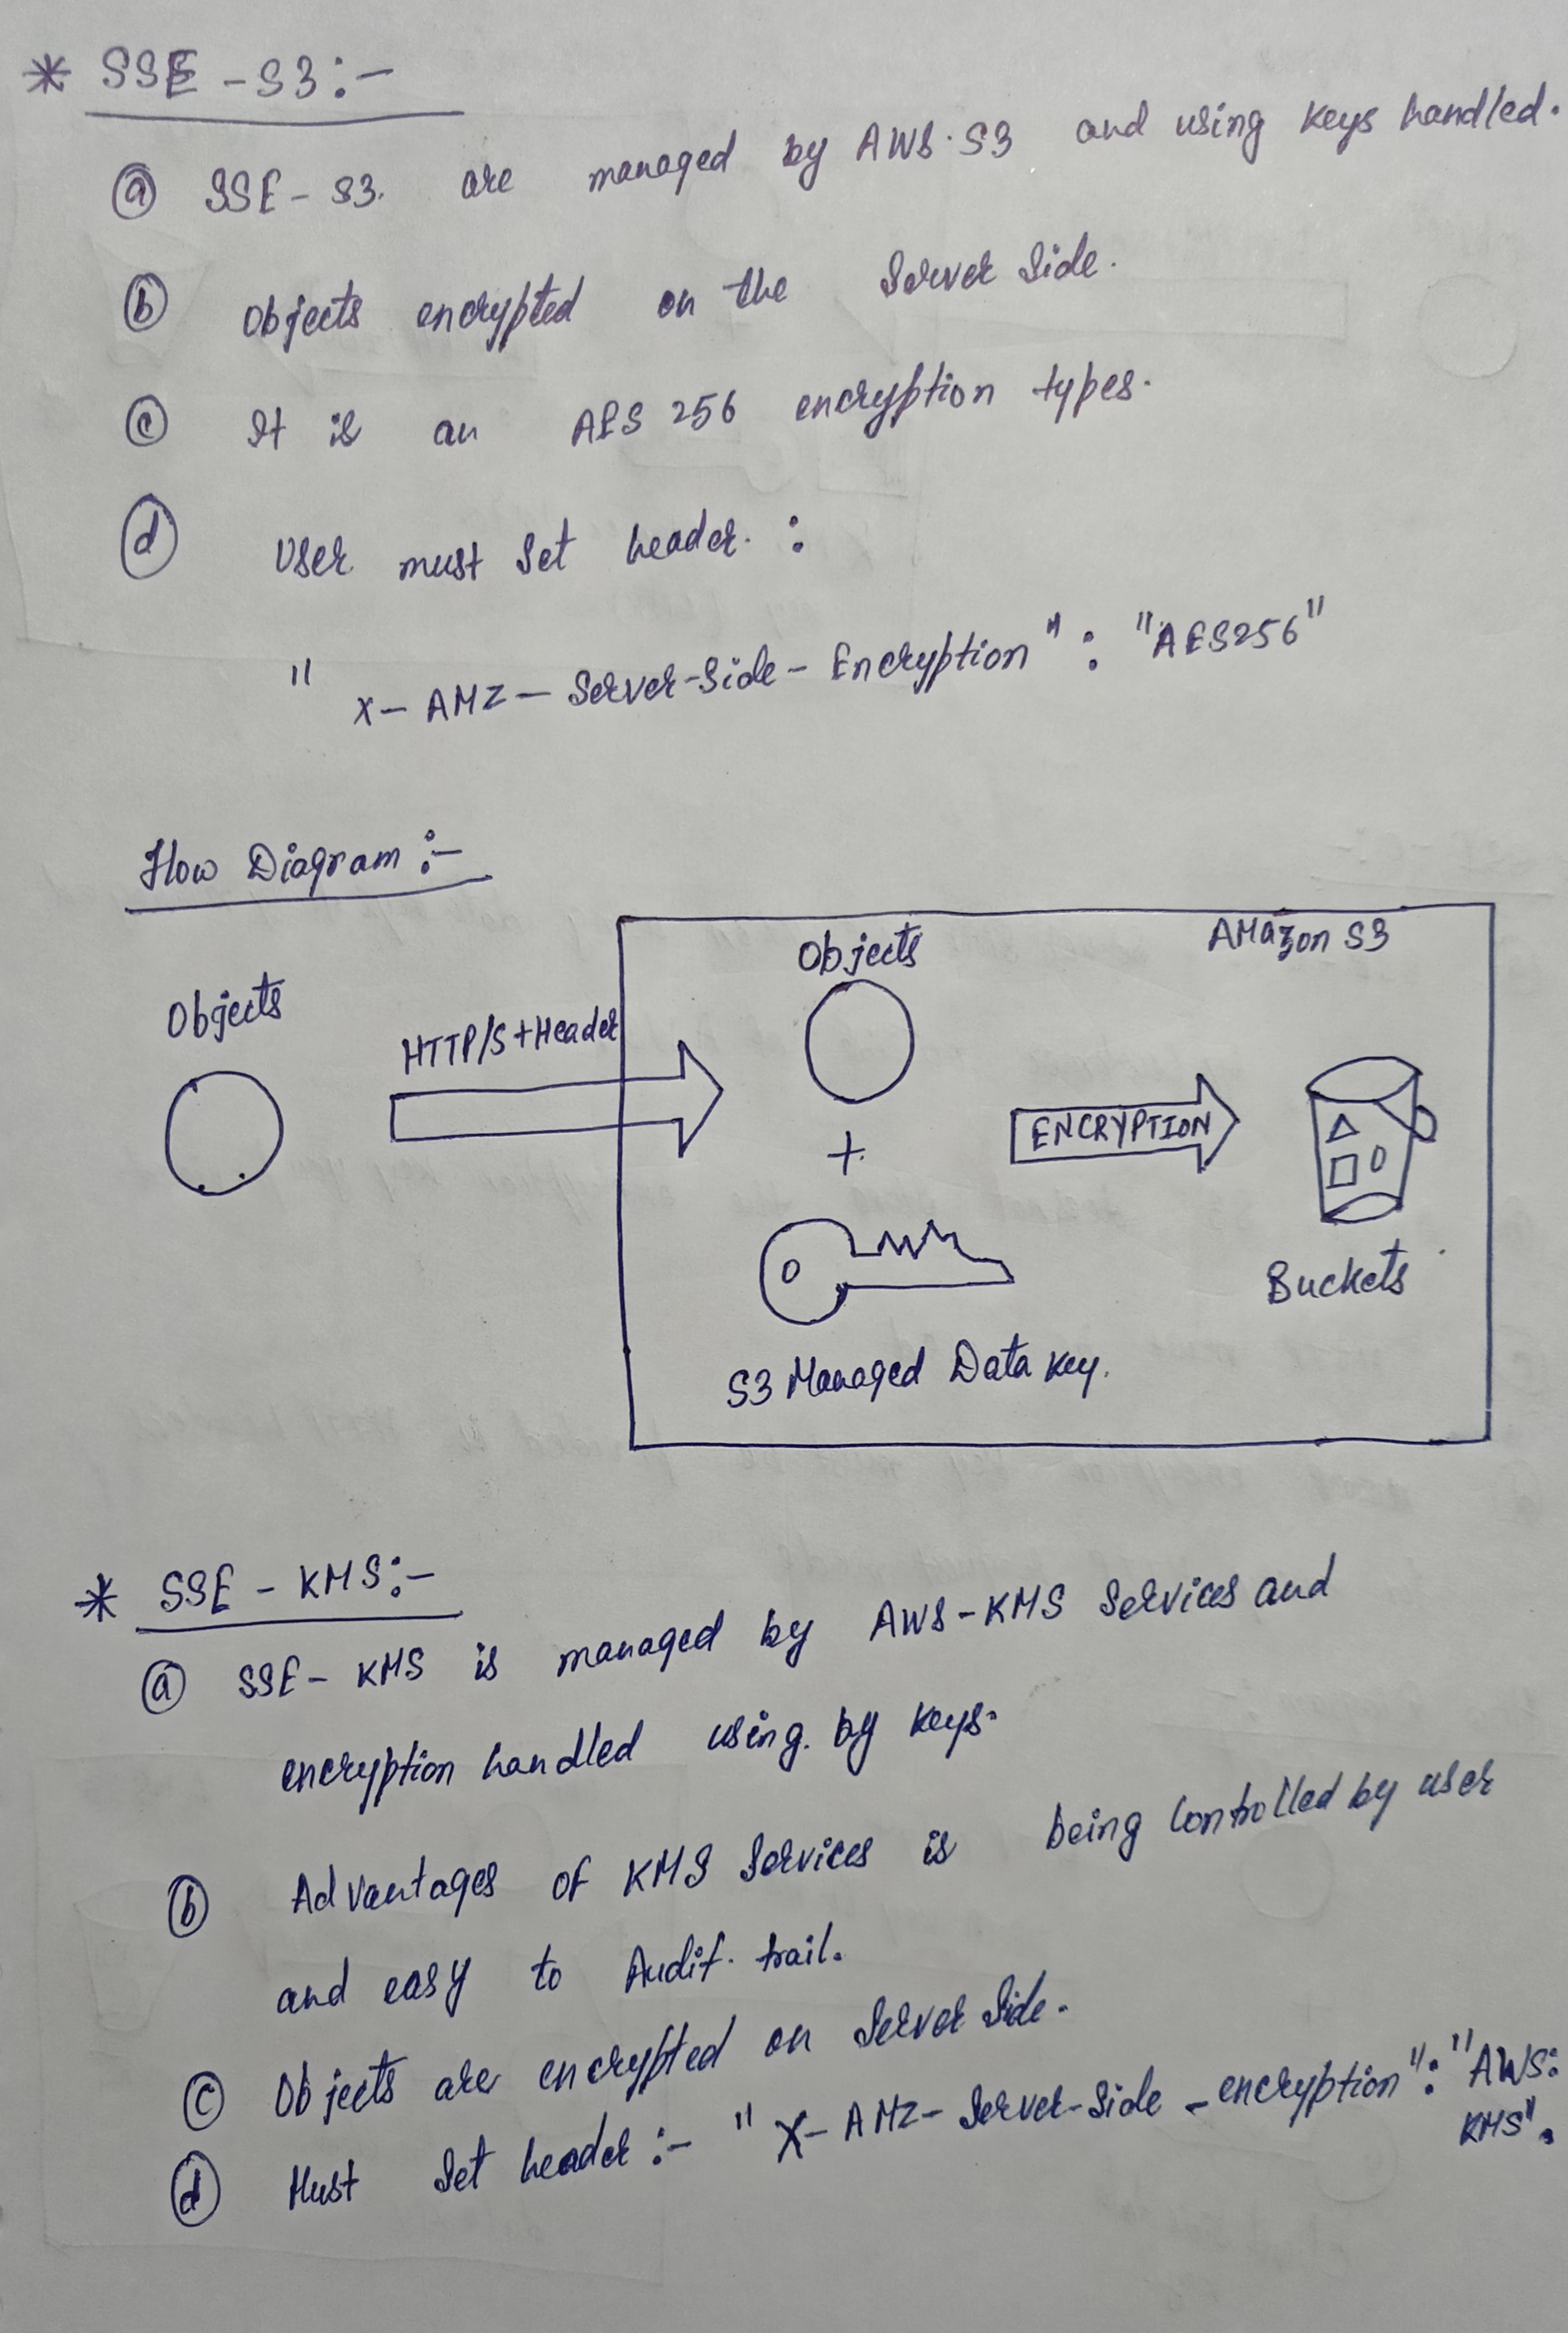 * SSE - S3:-
(a) SSE - S3. are managed by AWS. S3 and using keys handled.
(b) Objects encrypted on the Server Side.
(c) It is an AES 256 encryption types.
(d) User must Set header. :
" X- AMZ - Server-Side - Encryption" : "AES256"
Flow Diagram :-
Objects
HTTP/S + Header
Objects
Amazon S3
+
ENCRYPTION
Buckets
S3 Managed Data Key.
* SSE - KMS:-
(a) SSE - KMS is managed by AWS - KMS Services and
encryption handled using. by keys.
(b) Advantages of KMS Services is being Controlled by user
and easy to Audit. trail.
(c) Objects are encrypted on Server Side.
(d) Must Set header :- " X- AMZ- Server-Side - encryption": "AWS:
KMS".